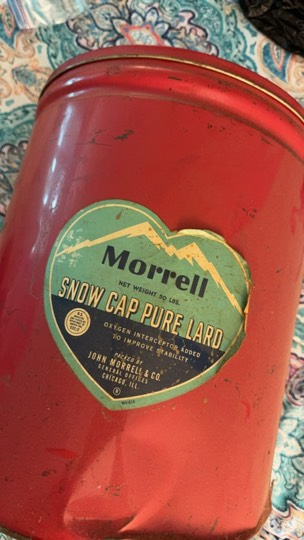 Morrell
NET WEIGHT 50 LBS.
SNOW CAP PURE LARD
OXYGEN INTERCEPTOR ADDED
TO IMPROVE STABILITY
PACKED BY
JOHN MORRELL & CO.
GENERAL OFFICES
CHICAGO, ILL.